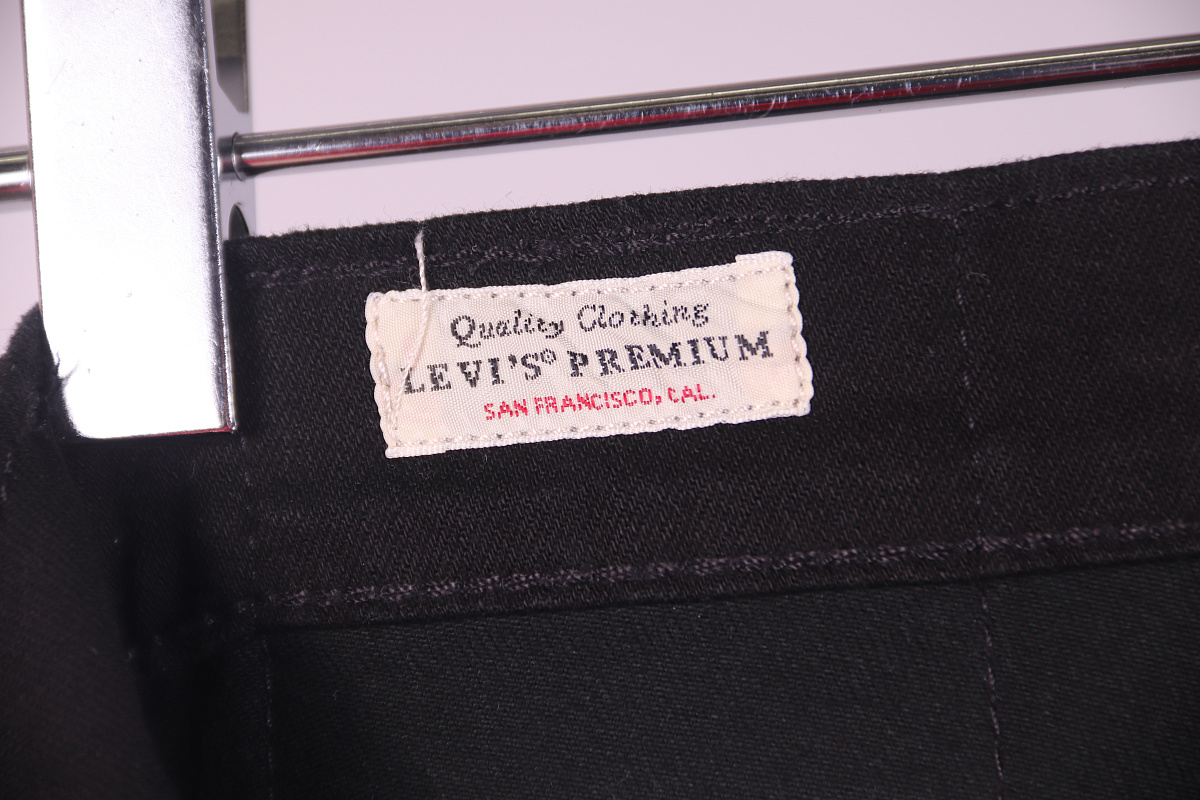 Quality Clothing
LEVI'S® PREMIUM
SAN FRANCISCO, CAL.